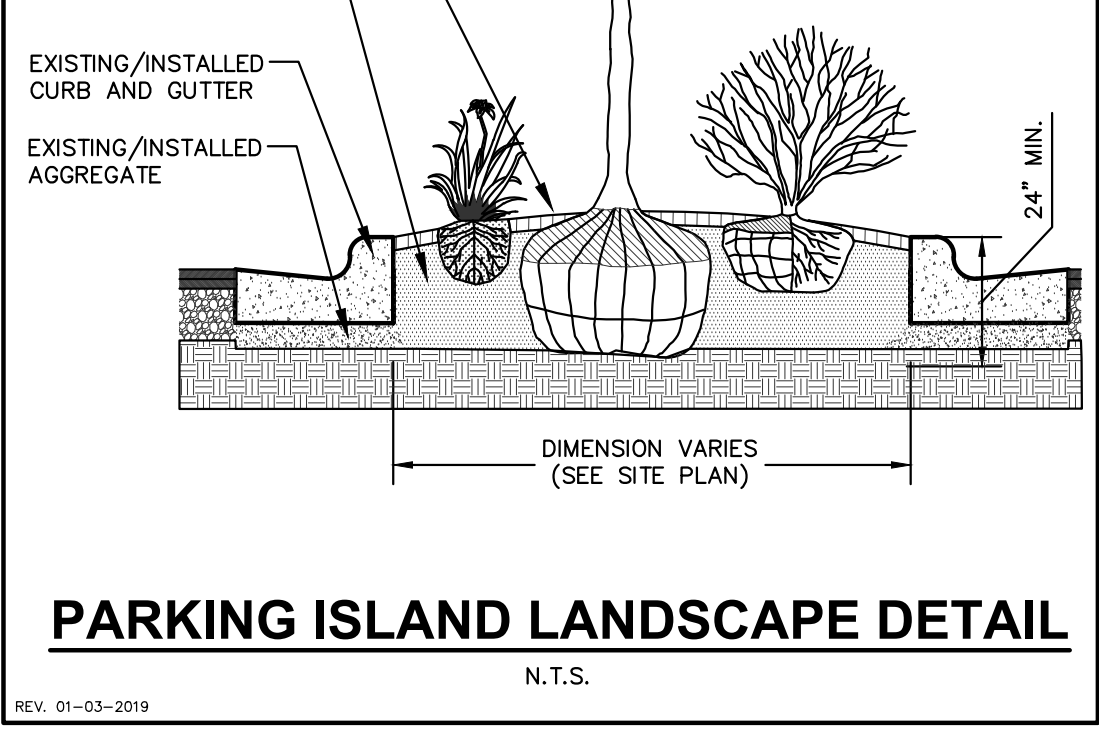 EXISTING/INSTALLED
CURB AND GUTTER
EXISTING/INSTALLED
AGGREGATE
24" MIN.
DIMENSION VARIES
(SEE SITE PLAN)
PARKING ISLAND LANDSCAPE DETAIL
N.T.S.
REV. 01-03-2019